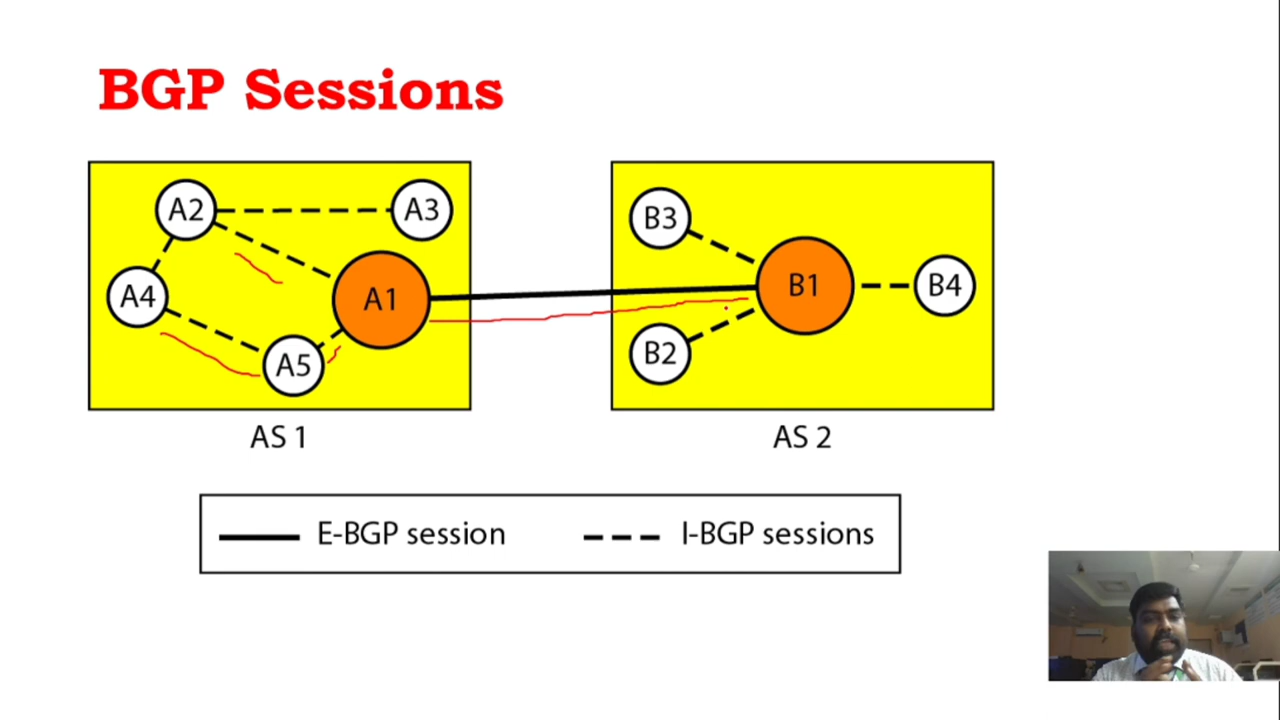 BGP Sessions
A2
A3
A4
A1
A5
B3
B1
B4
B2
AS 1
AS 2
E-BGP session
I-BGP sessions